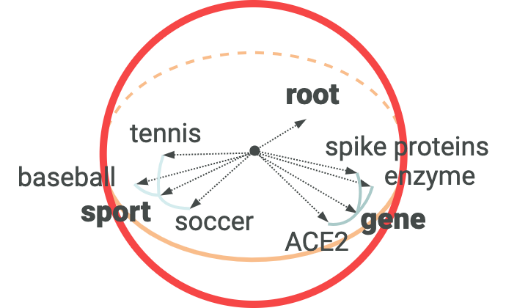 root
tennis
spike proteins
baseball
enzyme
sport
soccer
gene
ACE2